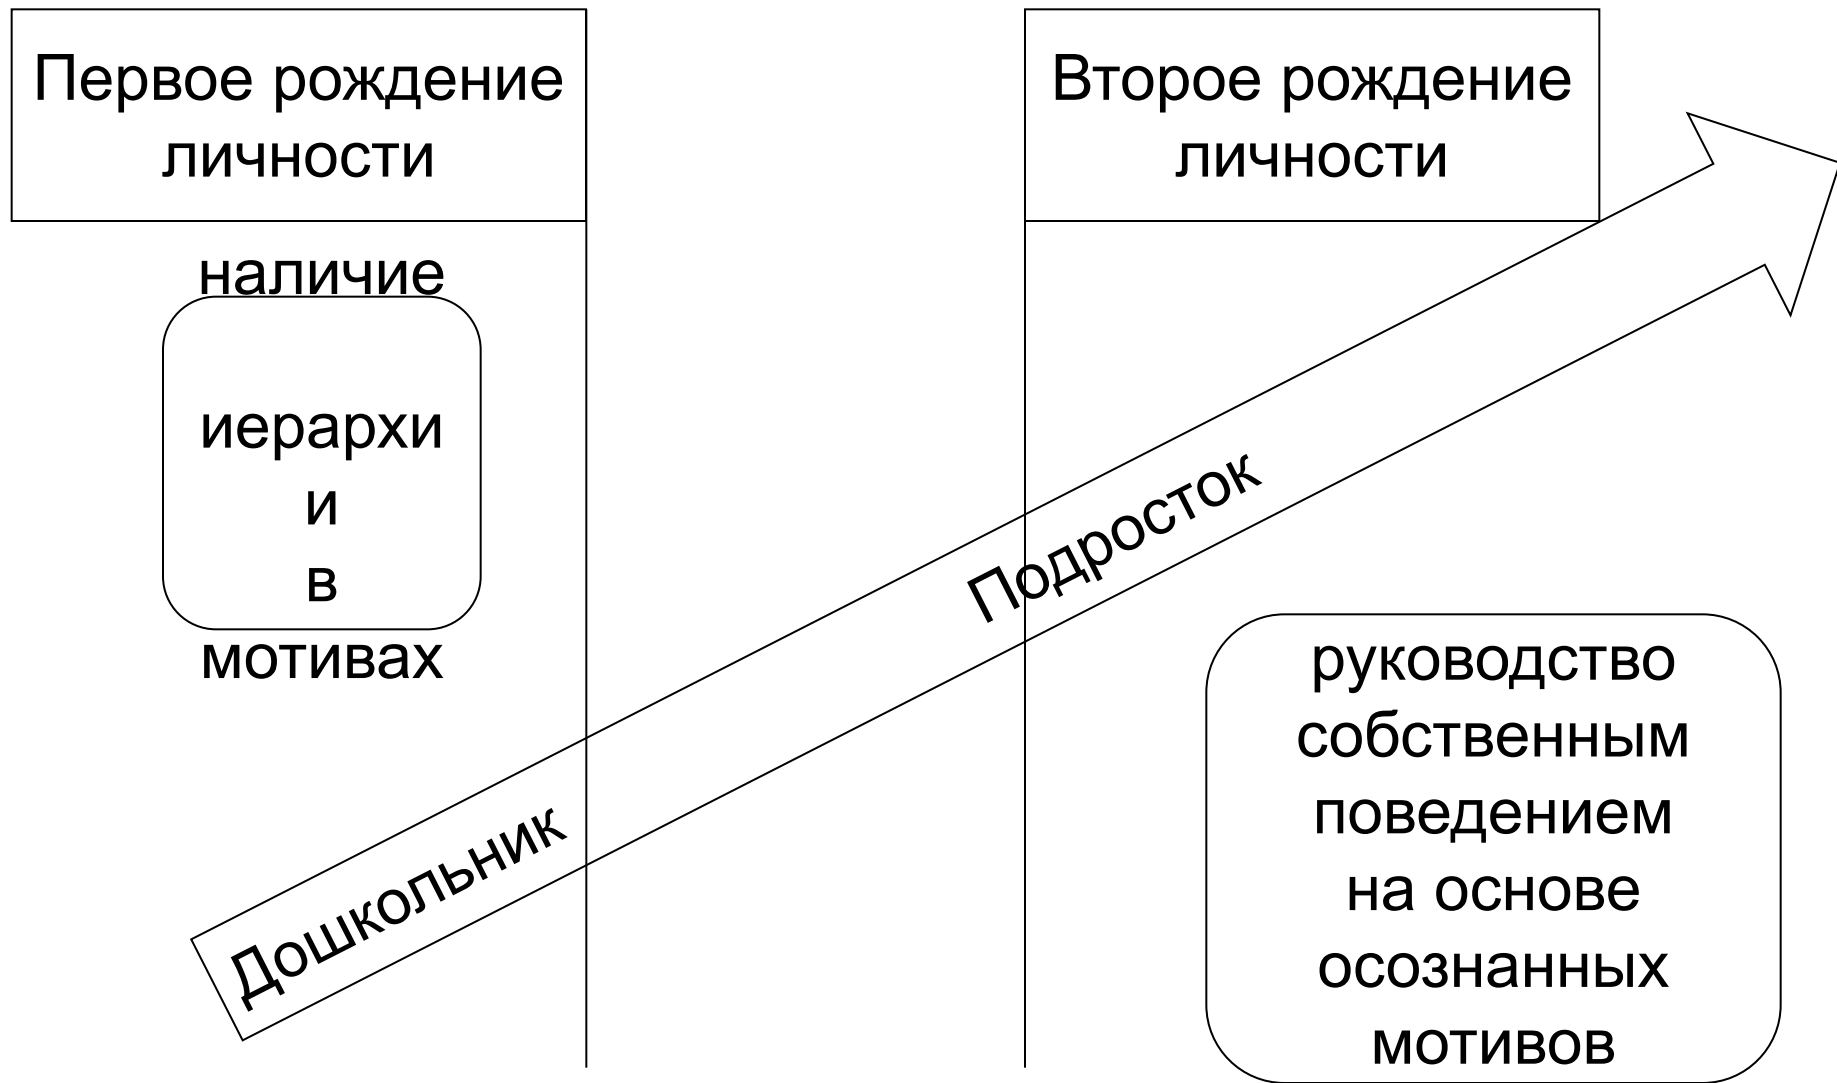 Первое рождение
личности
Второе рождение
личности
наличие
иерархи
и
в
мотивах
Дошкольник
Подросток
руководство
собственным
поведением
на основе
осознанных
мотивов